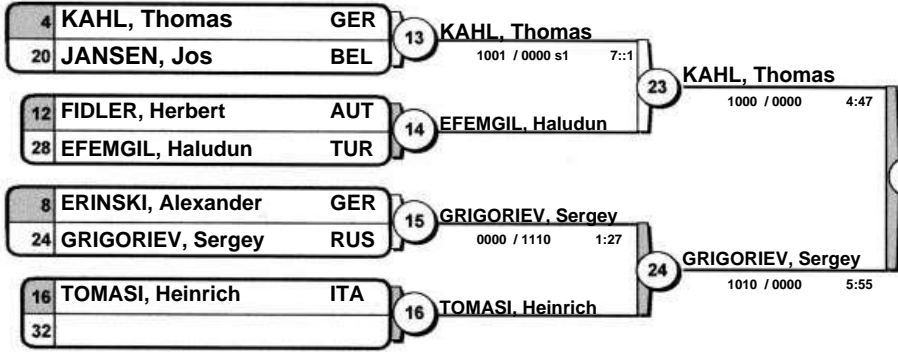 4 KAHL, Thomas GER
20 JANSEN, Jos BEL
13
KAHL, Thomas
1001 / 0000 s1 7::1
12 FIDLER, Herbert AUT
28 EFEMGIL, Haludun TUR
14
EFEMGIL, Haludun
23
KAHL, Thomas
1000 / 0000 4:47
8 ERINSKI, Alexander GER
24 GRIGORIEV, Sergey RUS
15
GRIGORIEV, Sergey
0000 / 1110 1:27
16 TOMASI, Heinrich ITA
32
16
TOMASI, Heinrich
24
GRIGORIEV, Sergey
1010 / 0000 5:55